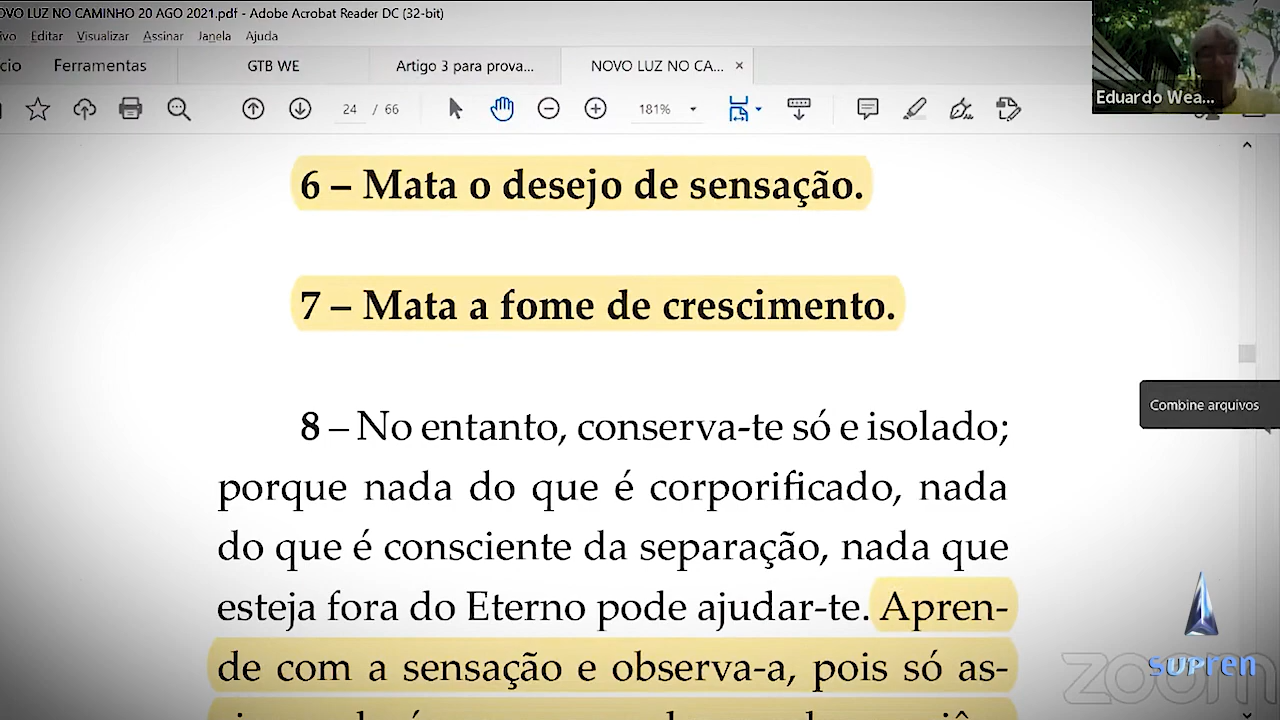 OVO LUZ NO CAMINHO 20 AGO 2021.pdf - Adobe Acrobat Reader DC (32-bit)
ivo Editar Visualizar Assinar Janela Ajuda
cio Ferramentas GTB WE Artigo 3 para prova... NOVO LUZ NO CA... ×
24 / 66 181%
Eduardo Wea...
6 – Mata o desejo de sensação.
7 – Mata a fome de crescimento.
Combine arquivos
8 – No entanto, conserva-te só e isolado;
porque nada do que é corporificado, nada
do que é consciente da separação, nada que
esteja fora do Eterno pode ajudar-te. Apren-
de com a sensação e observa-a, pois só as-
zoom
supren